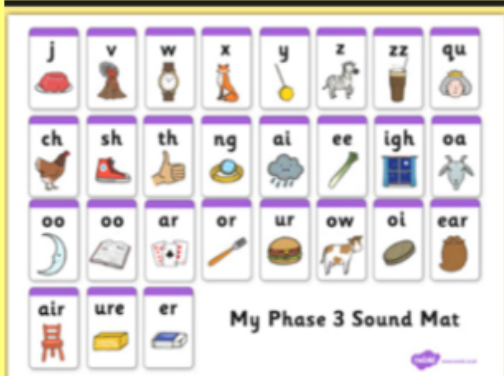 j v w x y z zz qu
ch sh th ng ai ee igh oa
oo oo ar or ur ow oi ear
air ure er
My Phase 3 Sound Mat
twinkl